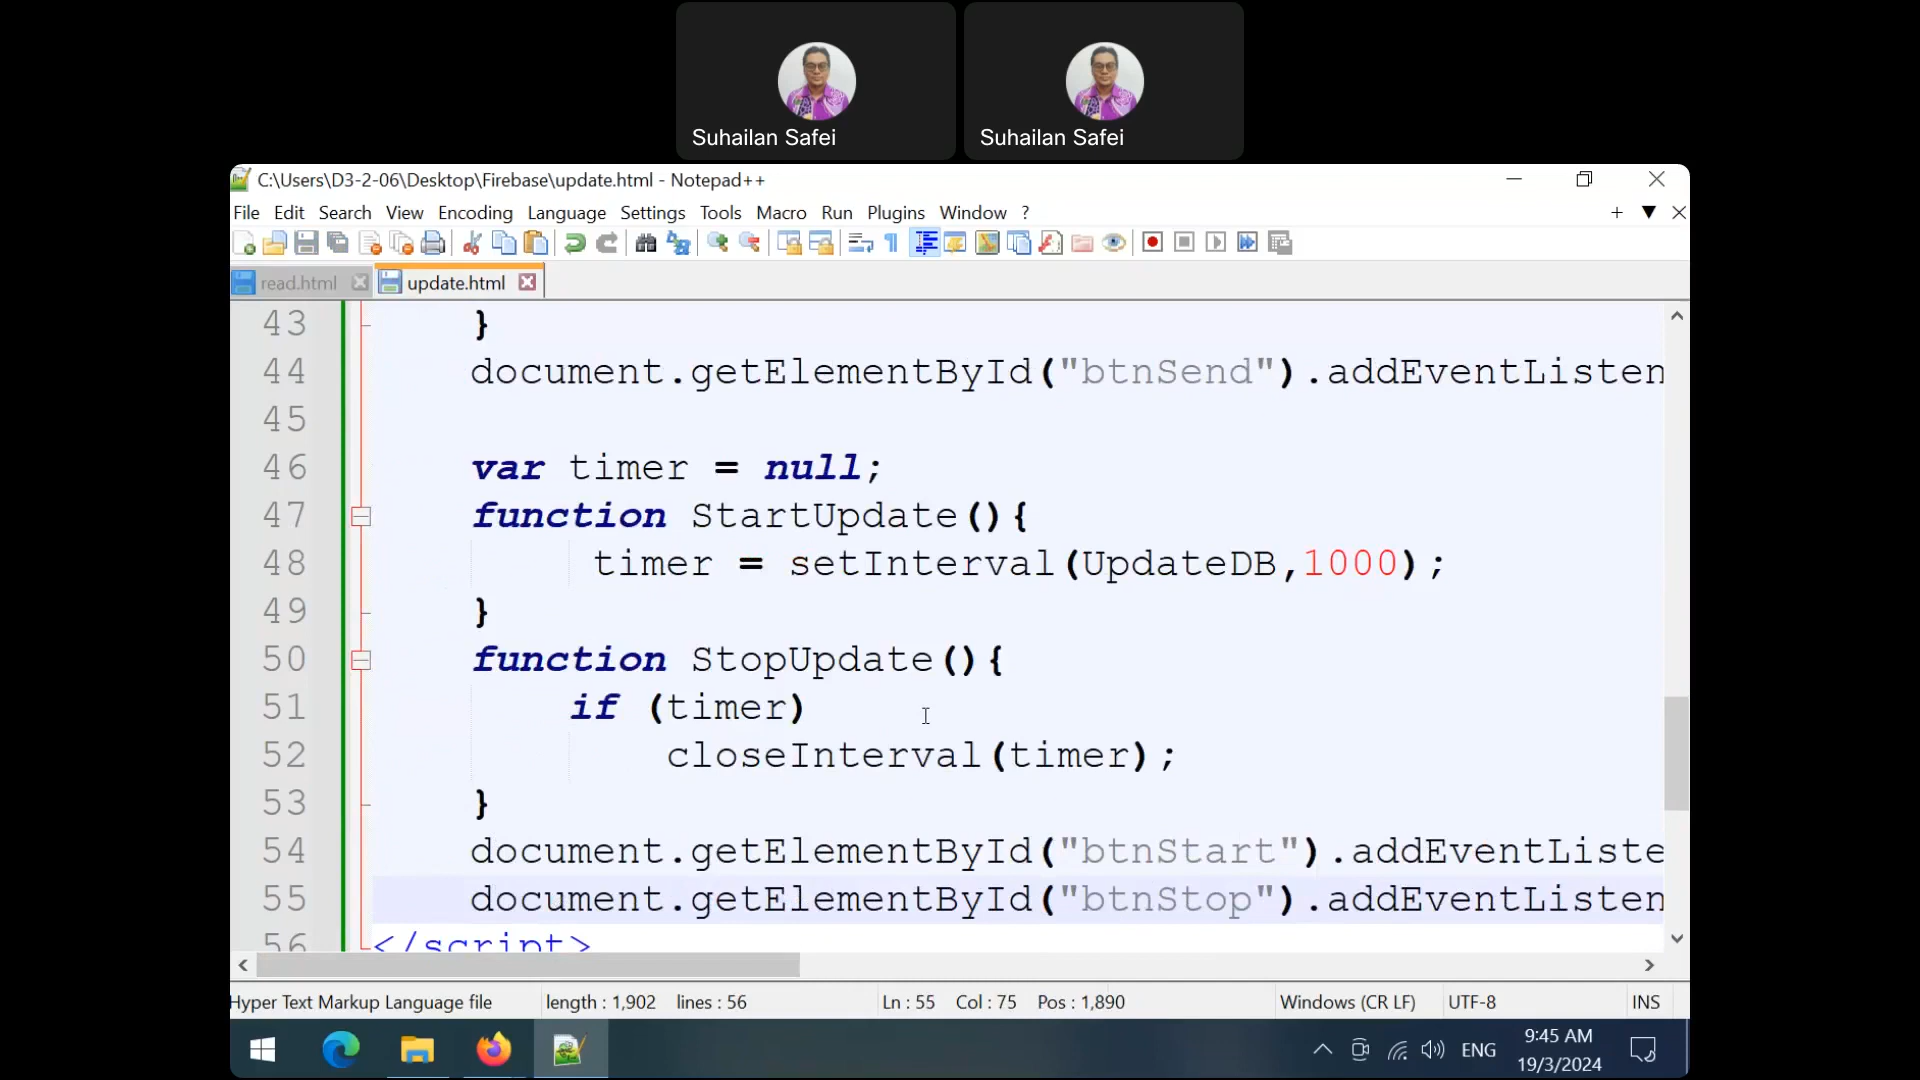 Suhailan Safei
Suhailan Safei
C:\Users\D3-2-06\Desktop\Firebase\update.html - Notepad++
File Edit Search View Encoding Language Settings Tools Macro Run Plugins Window ?
read.html update.html
43 }
44 document.getElementById("btnSend").addEventListen
45
46 var timer = null;
47 function StartUpdate(){
48 timer = setInterval(UpdateDB,1000);
49 }
50 function StopUpdate(){
51 if (timer)
52 closeInterval(timer);
53 }
54 document.getElementById("btnStart").addEventListe
55 document.getElementById("btnStop").addEventListen
56 </script>
Hyper Text Markup Language file length : 1,902 lines : 56 Ln : 55 Col : 75 Pos : 1,890 Windows (CR LF) UTF-8 INS
ENG 9:45 AM
19/3/2024